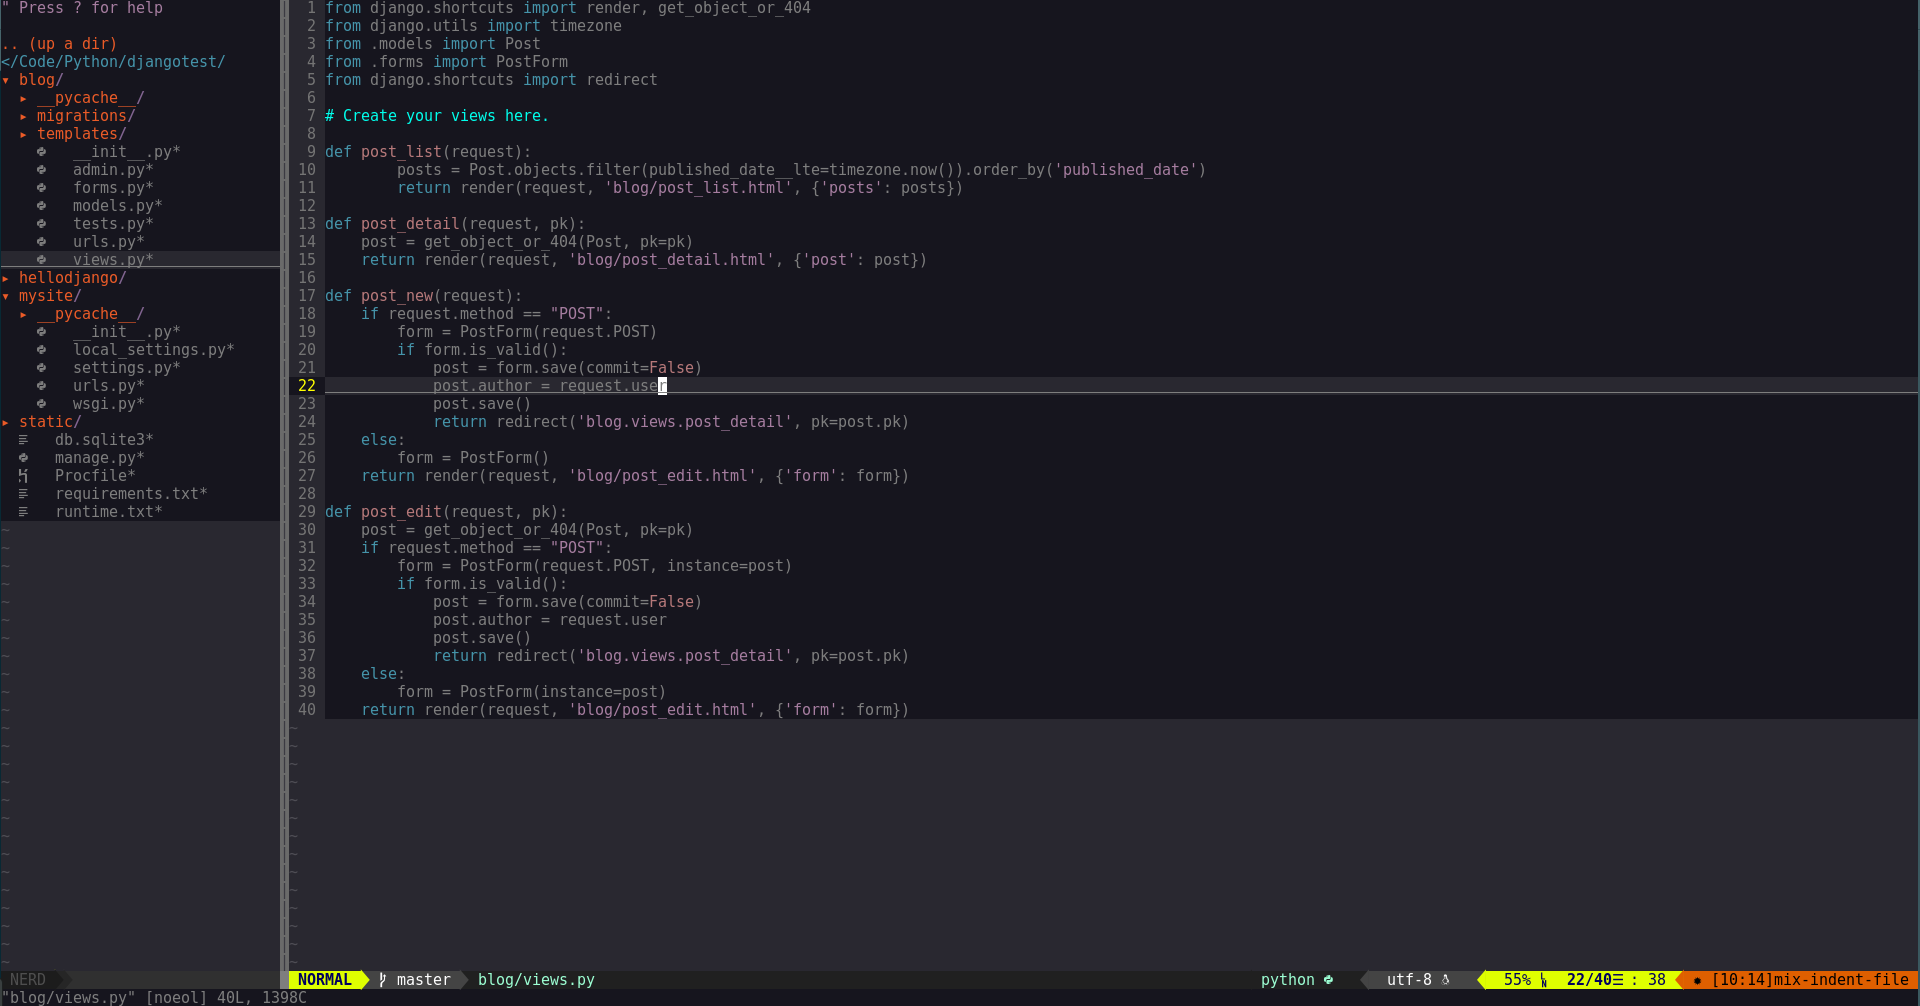 " Press ? for help
.. (up a dir)
</Code/Python/djangotest/
▾ blog/
  ▸ __pycache__/
  ▸ migrations/
  ▸ templates/
    __init__.py*
    admin.py*
    forms.py*
    models.py*
    tests.py*
    urls.py*
    views.py*
▸ hellodjango/
▾ mysite/
  ▸ __pycache__/
    __init__.py*
    local_settings.py*
    settings.py*
    urls.py*
    wsgi.py*
▸ static/
  db.sqlite3*
  manage.py*
  Procfile*
  requirements.txt*
  runtime.txt*
1 from django.shortcuts import render, get_object_or_404
2 from django.utils import timezone
3 from .models import Post
4 from .forms import PostForm
5 from django.shortcuts import redirect
6
7 # Create your views here.
8
9 def post_list(request):
10         posts = Post.objects.filter(published_date__lte=timezone.now()).order_by('published_date')
11         return render(request, 'blog/post_list.html', {'posts': posts})
12
13 def post_detail(request, pk):
14     post = get_object_or_404(Post, pk=pk)
15     return render(request, 'blog/post_detail.html', {'post': post})
16
17 def post_new(request):
18     if request.method == "POST":
19         form = PostForm(request.POST)
20         if form.is_valid():
21             post = form.save(commit=False)
22             post.author = request.user
23             post.save()
24             return redirect('blog.views.post_detail', pk=post.pk)
25     else:
26         form = PostForm()
27     return render(request, 'blog/post_edit.html', {'form': form})
28
29 def post_edit(request, pk):
30     post = get_object_or_404(Post, pk=pk)
31     if request.method == "POST":
32         form = PostForm(request.POST, instance=post)
33         if form.is_valid():
34             post = form.save(commit=False)
35             post.author = request.user
36             post.save()
37             return redirect('blog.views.post_detail', pk=post.pk)
38     else:
39         form = PostForm(instance=post)
40     return render(request, 'blog/post_edit.html', {'form': form})
NERD NORMAL master blog/views.py python utf-8 55% 22/40☰ : 38 [10:14]mix-indent-file
"blog/views.py" [noeol] 40L, 1398C